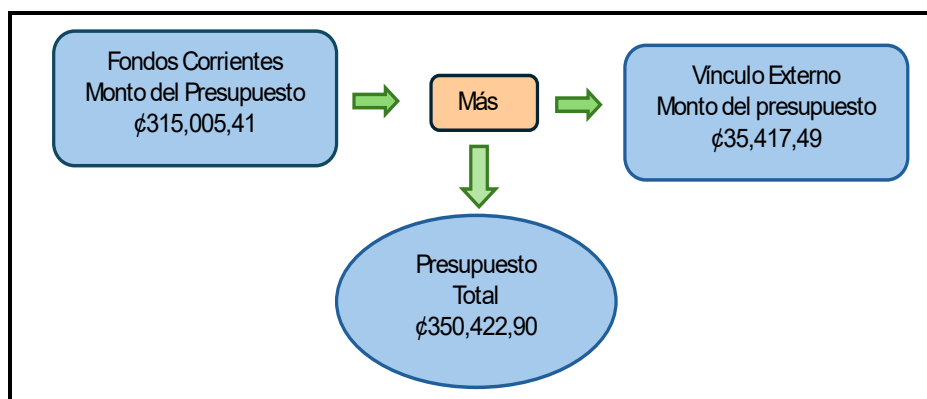 Fondos Corrientes
Monto del Presupuesto
₡315,005,41
Más
Vínculo Externo
Monto del presupuesto
₡35,417,49
Presupuesto
Total
₡350,422,90